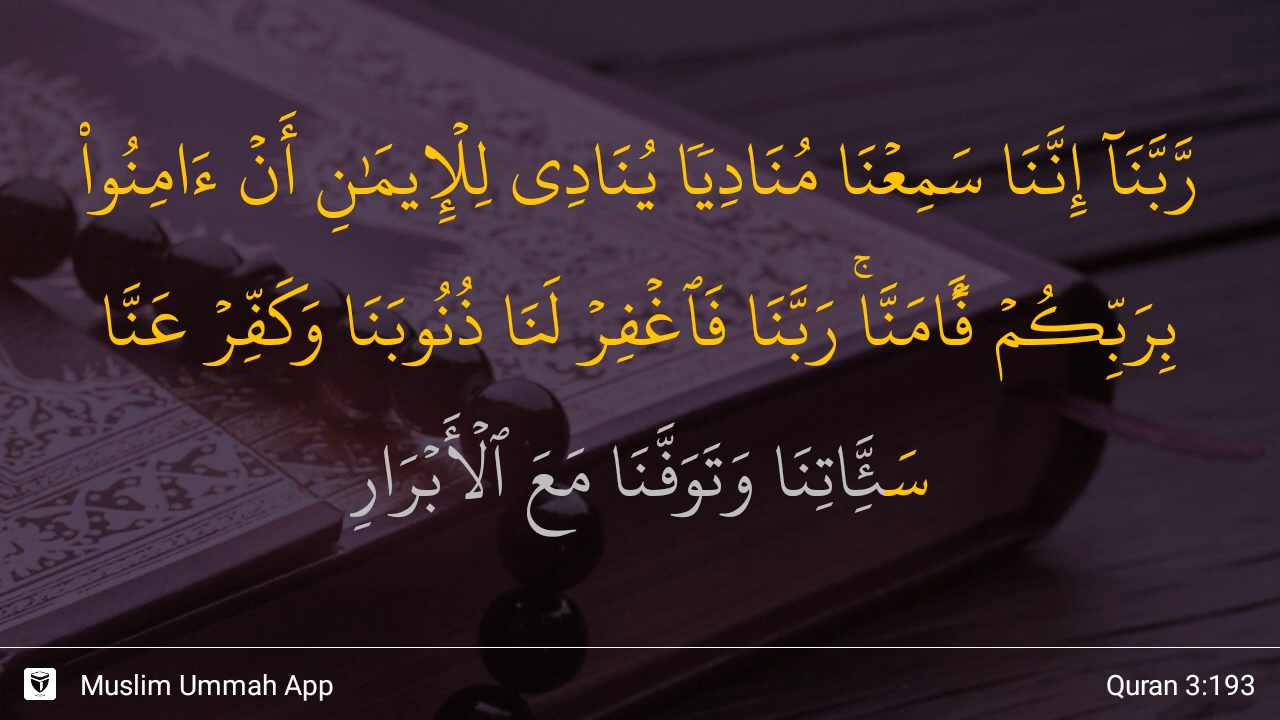 رَّبَّنَآ إِنَّنَا سَمِعۡنَا مُنَادِيٗا يُنَادِى لِلۡإِيمَـٰنِ أَنۡ ءَامِنُواْ
بِرَبِّكُمۡ فَـَٔامَنَّاۚ رَبَّنَا فَٱغۡفِرۡ لَنَا ذُنُوبَنَا وَكَفِّرۡ عَنَّا
سَيِّـَٔاتِنَا وَتَوَفَّنَا مَعَ ٱلۡأَبۡرَارِ
Muslim Ummah App
Quran 3:193